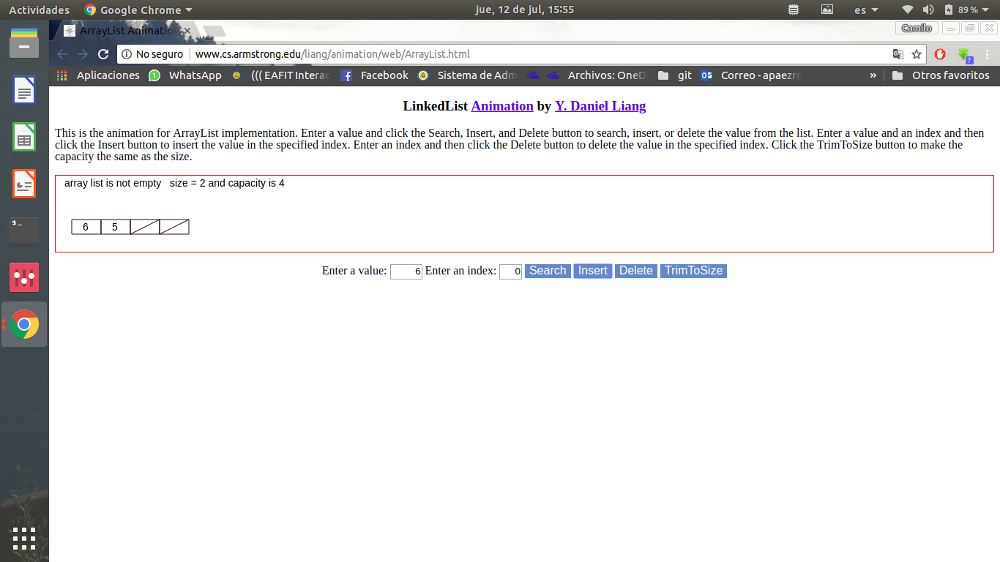 Actividades Google Chrome jue, 12 de jul, 15:55 es 89 %
ArrayList Animatio Camilo
No seguro www.cs.armstrong.edu/liang/animation/web/ArrayList.html
Aplicaciones WhatsApp ((( EAFIT Interac Facebook Sistema de Adm Archivos: OneD git Correo - apaezr » Otros favoritos
LinkedList Animation by Y. Daniel Liang
This is the animation for ArrayList implementation. Enter a value and click the Search, Insert, and Delete button to search, insert, or delete the value from the list. Enter a value and an index and then
click the Insert button to insert the value in the specified index. Enter an index and then click the Delete button to delete the value in the specified index. Click the TrimToSize button to make the
capacity the same as the size.
array list is not empty size = 2 and capacity is 4
6 5
Enter a value: 6 Enter an index: 0 Search Insert Delete TrimToSize